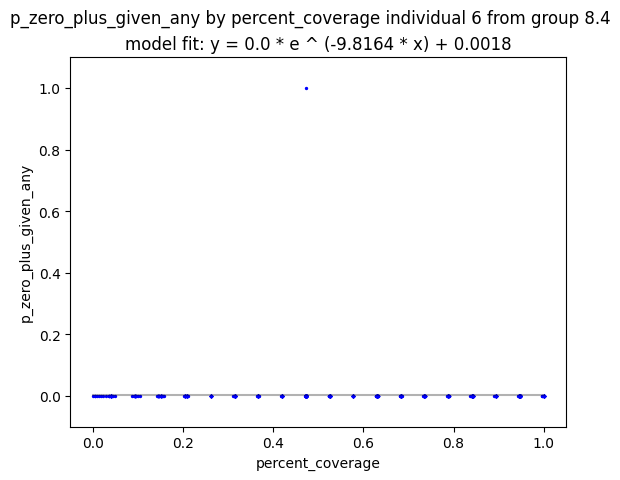 p_zero_plus_given_any by percent_coverage individual 6 from group 8.4
model fit: y = 0.0 * e ^ (-9.8164 * x) + 0.0018
1.0
0.8
0.6
0.4
0.2
0.0
p_zero_plus_given_any
0.0 0.2 0.4 0.6 0.8 1.0
percent_coverage